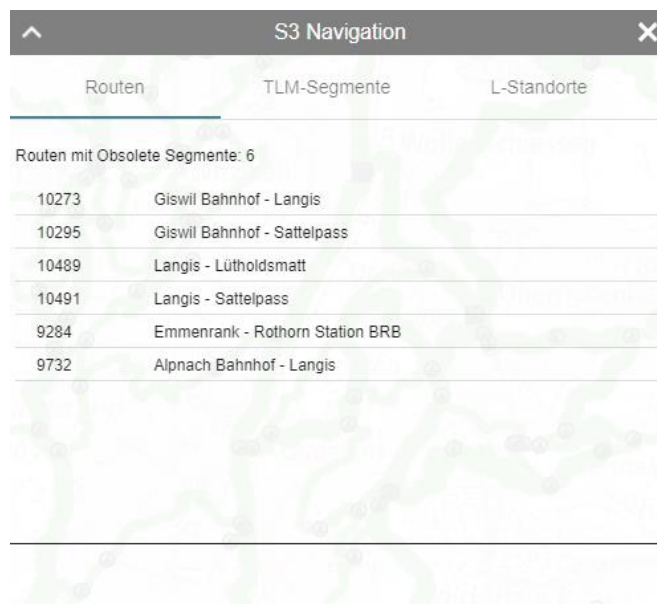 S3 Navigation
Routen TLM-Segmente L-Standorte
Routen mit Obsolete Segmente: 6
10273 Giswil Bahnhof - Langis
10295 Giswil Bahnhof - Sattelpass
10489 Langis - Lütholdsmatt
10491 Langis - Sattelpass
9284 Emmenrank - Rothorn Station BRB
9732 Alpnach Bahnhof - Langis